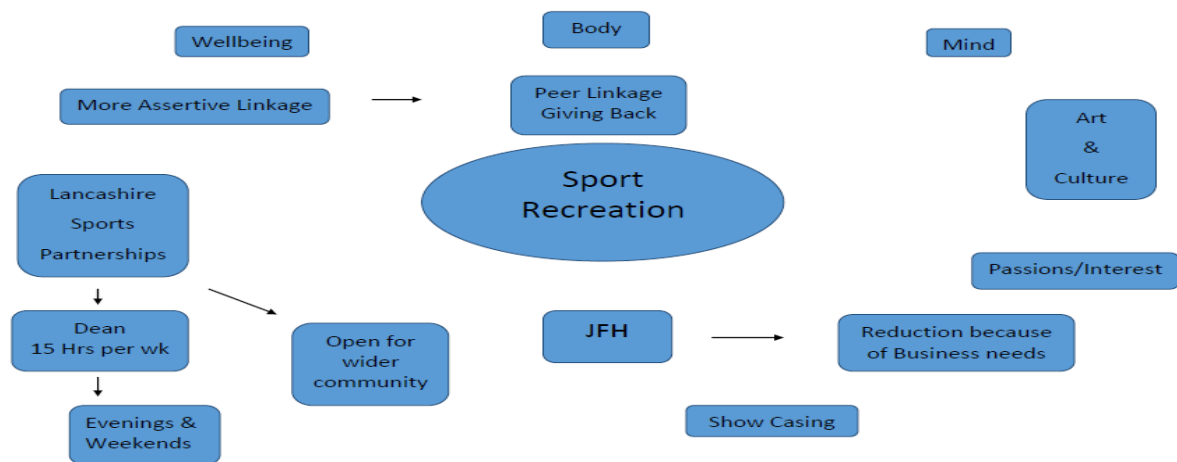 Wellbeing
Body
Mind
More Assertive Linkage
Peer Linkage
Giving Back
Art
&
Culture
Sport
Recreation
Lancashire
Sports
Partnerships
Passions/Interest
Dean
15 Hrs per wk
Open for
wider
community
JFH
Reduction because
of Business needs
Evenings &
Weekends
Show Casing